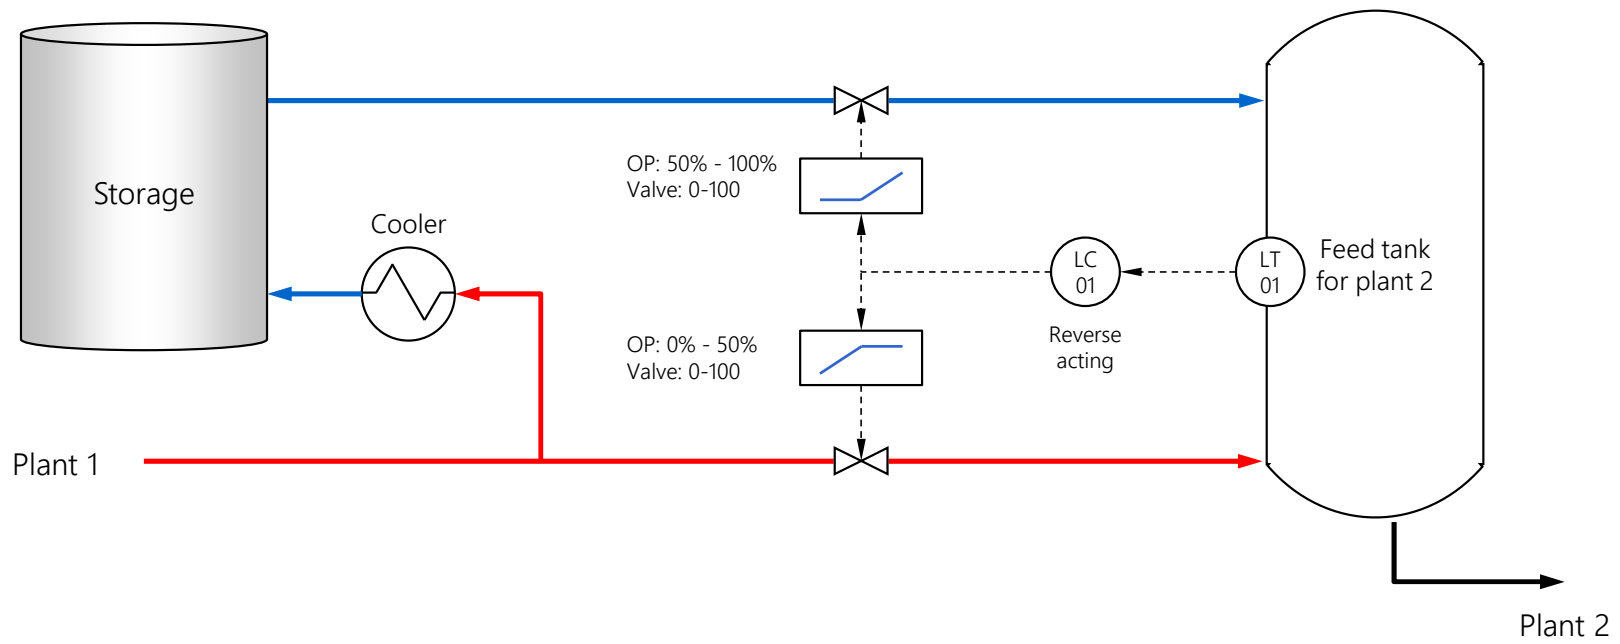 Storage
Cooler
OP: 50% - 100%
Valve: 0-100
LC
01
LT
01
Feed tank
for plant 2
Reverse
acting
OP: 0% - 50%
Valve: 0-100
Plant 1
Plant 2